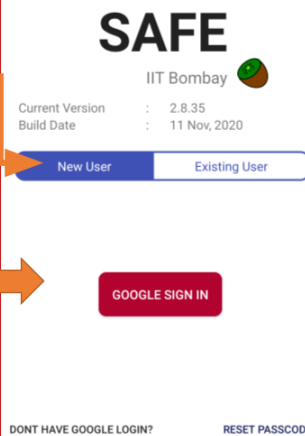 SAFE
IIT Bombay
Current Version : 2.8.35
Build Date : 11 Nov, 2020
New User Existing User
GOOGLE SIGN IN
DONT HAVE GOOGLE LOGIN? RESET PASSCOD